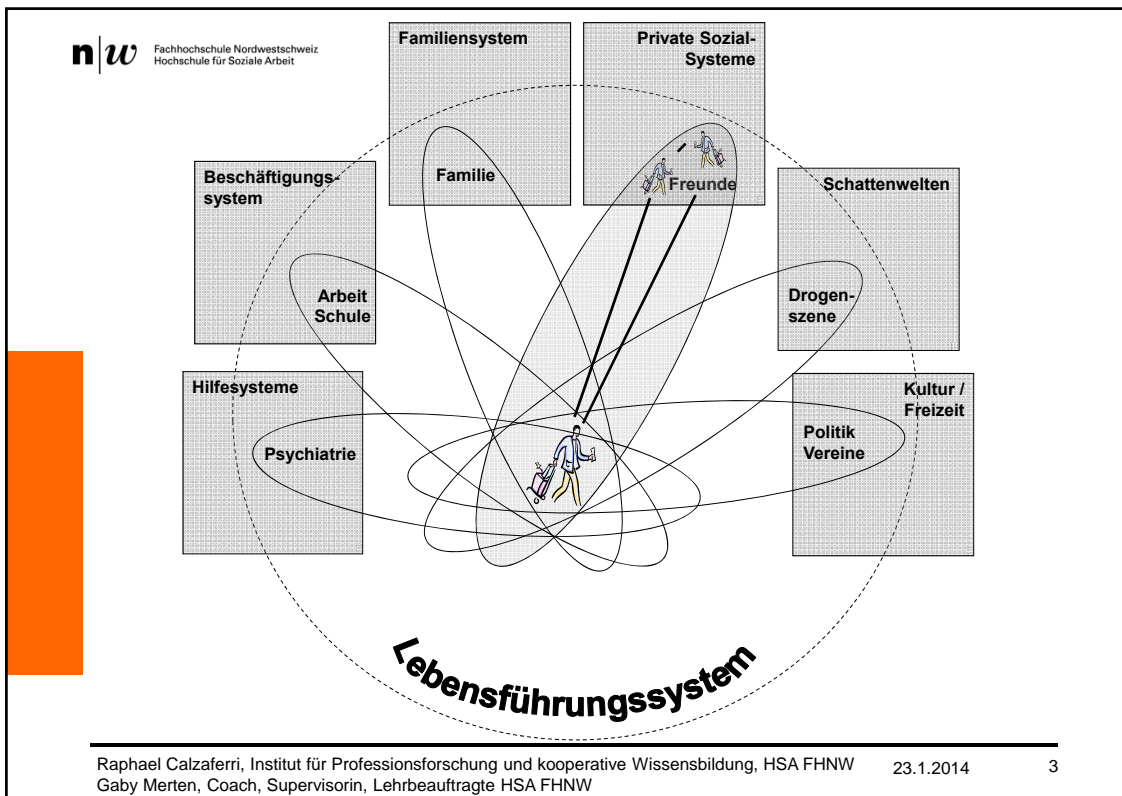 n|w
Fachhochschule Nordwestschweiz
Hochschule für Soziale Arbeit
Familiensystem
Familie
Private Sozial-
Systeme
Freunde
Beschäftigungs-
system
Arbeit
Schule
Schattenwelten
Drogen-
szene
Hilfesysteme
Psychiatrie
Kultur /
Freizeit
Politik
Vereine
Lebensführungssystem
Raphael Calzaferri, Institut für Professionsforschung und kooperative Wissensbildung, HSA FHNW
Gaby Merten, Coach, Supervisorin, Lehrbeauftragte HSA FHNW
23.1.2014
3